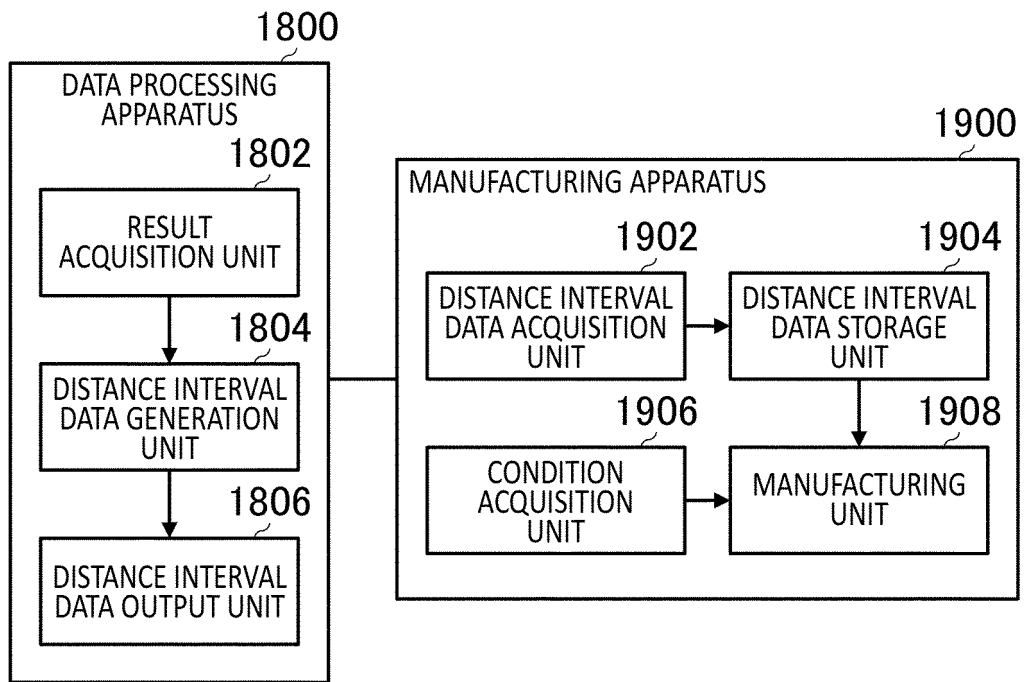 1800
DATA PROCESSING
APPARATUS
1802
RESULT
ACQUISITION UNIT
1804
DISTANCE INTERVAL
DATA GENERATION
UNIT
1806
DISTANCE INTERVAL
DATA OUTPUT UNIT
1900
MANUFACTURING APPARATUS
1902
DISTANCE INTERVAL
DATA ACQUISITION
UNIT
1904
DISTANCE INTERVAL
DATA STORAGE
UNIT
1906
CONDITION
ACQUISITION
UNIT
1908
MANUFACTURING
UNIT